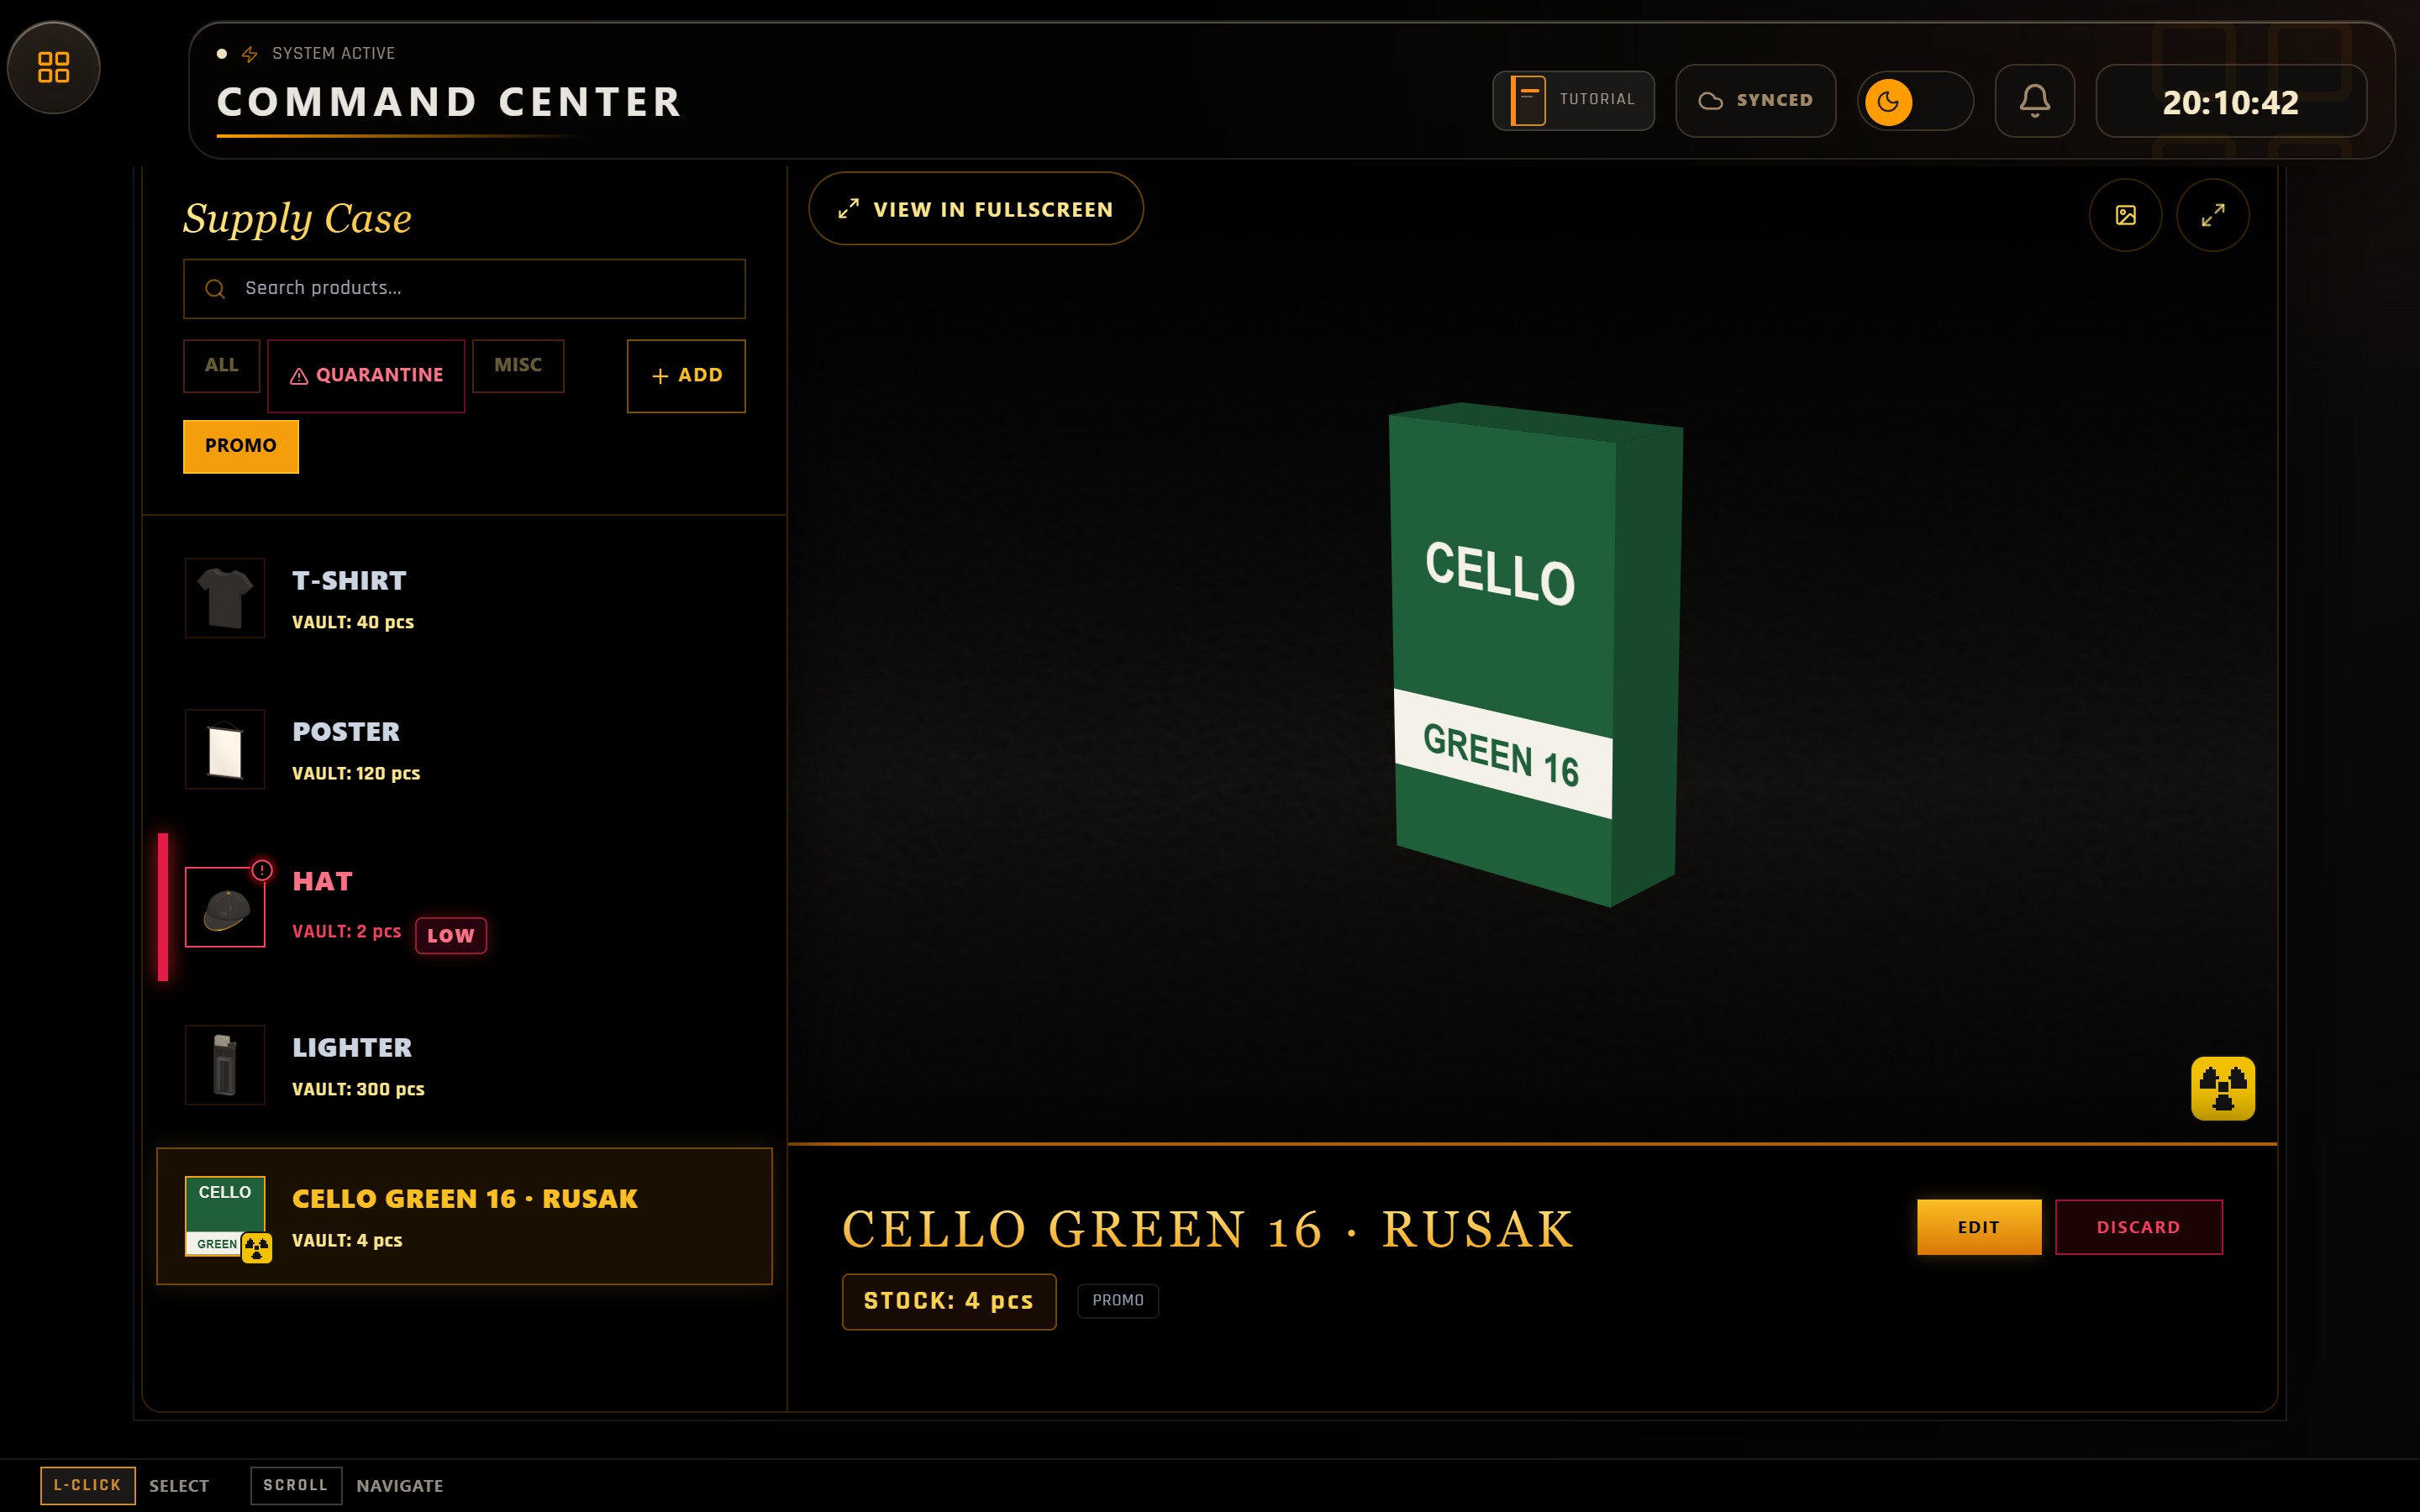 SYSTEM ACTIVE
COMMAND CENTER
TUTORIAL
SYNCED
20:10:42
Supply Case
Search products...
ALL
QUARANTINE
MISC
+ ADD
PROMO
T-SHIRT
VAULT: 40 pcs
POSTER
VAULT: 120 pcs
HAT
VAULT: 2 pcs LOW
LIGHTER
VAULT: 300 pcs
CELLO
GREEN
CELLO GREEN 16 · RUSAK
VAULT: 4 pcs
VIEW IN FULLSCREEN
CELLO
GREEN 16
CELLO GREEN 16 · RUSAK
EDIT
DISCARD
STOCK: 4 pcs
PROMO
L-CLICK SELECT SCROLL NAVIGATE